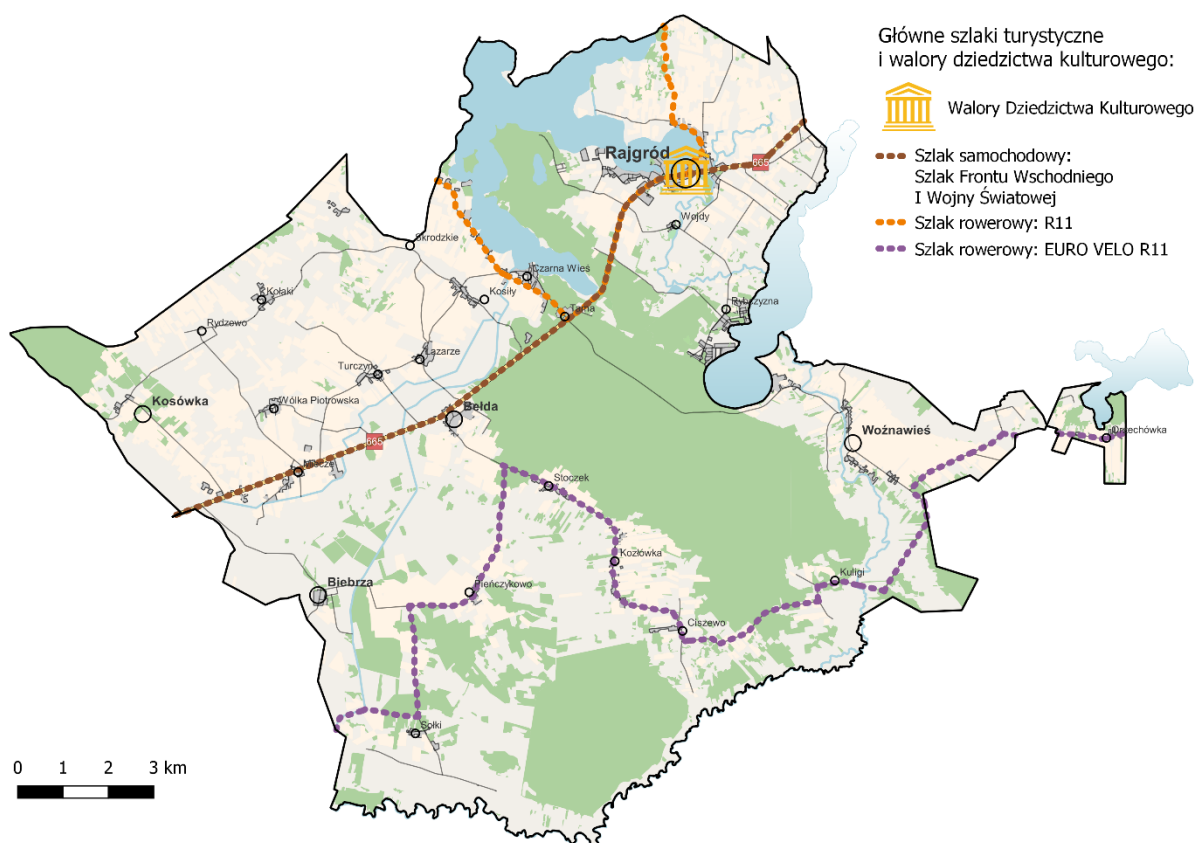 Główne szlaki turystyczne
i walory dziedzictwa kulturowego:
Walory Dziedzictwa Kulturowego
Szlak samochodowy:
Szlak Frontu Wschodniego
I Wojny Światowej
Szlak rowerowy: R11
Szlak rowerowy: EURO VELO R11
Rajgród
665
Wojdy
Skrodzkie
Czarna Wieś
Kosiły
Kołaki
Tama
Rybczyzna
Rydzewo
Łazarze
Turczyn
Kosówka
Wólka Piotrowska
Bełda
Woźnawieś
Orzechówka
665
Miecze
Stoczek
Kozłówka
Kuligi
Biebrza
Pieńczykowo
Ciszewo
Sołki
0 1 2 3 km